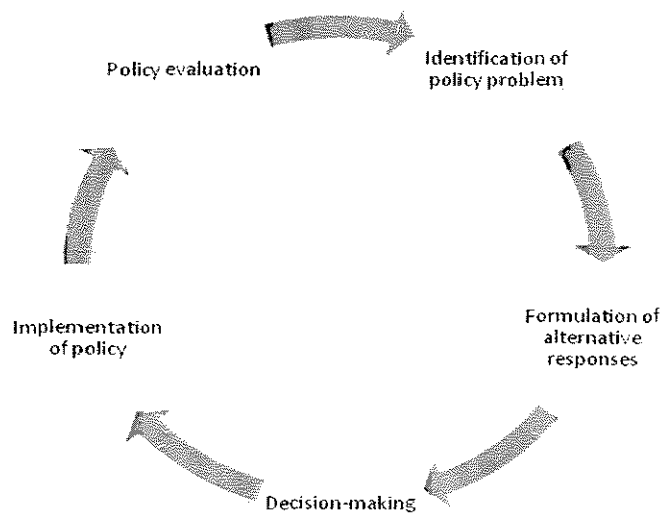 Policy evaluation
Identification of
policy problem
Formulation of
alternative
responses
Decision-making
Implementation
of policy